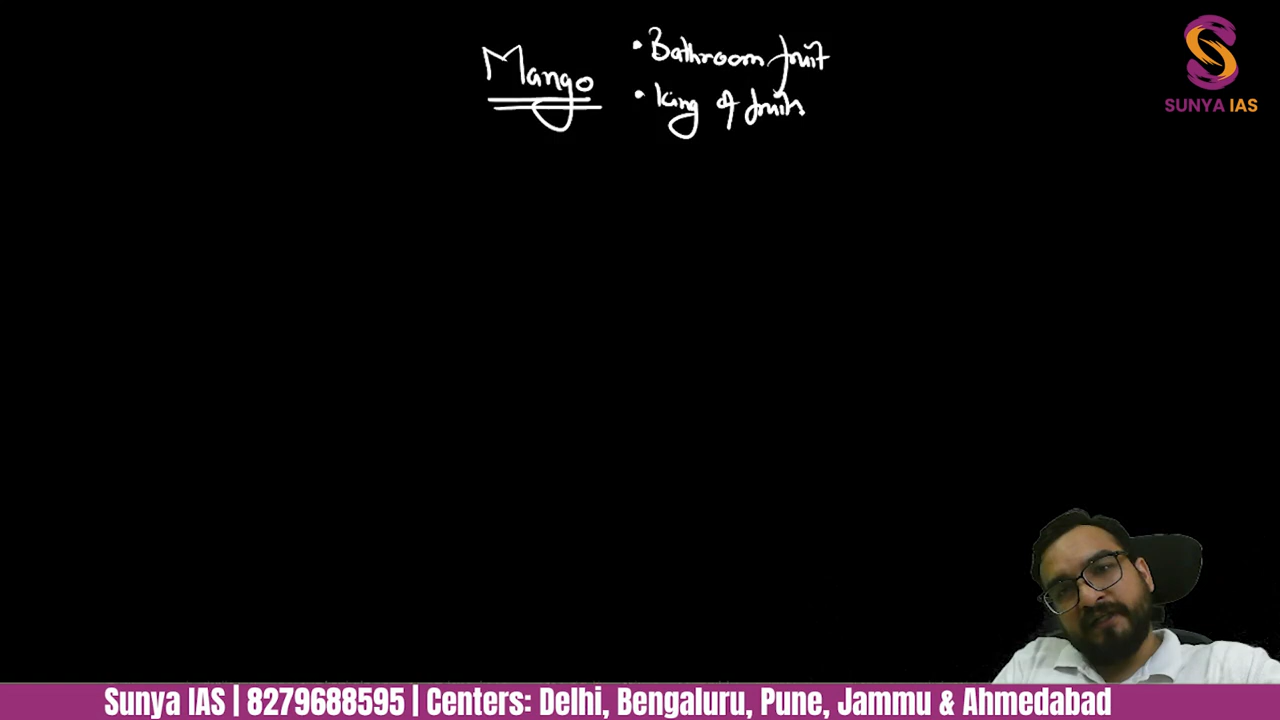 Mango
• Bathroom fruit
• King of fruits
SUNYA IAS
Sunya IAS | 8279688595 | Centers: Delhi, Bengaluru, Pune, Jammu & Ahmedabad